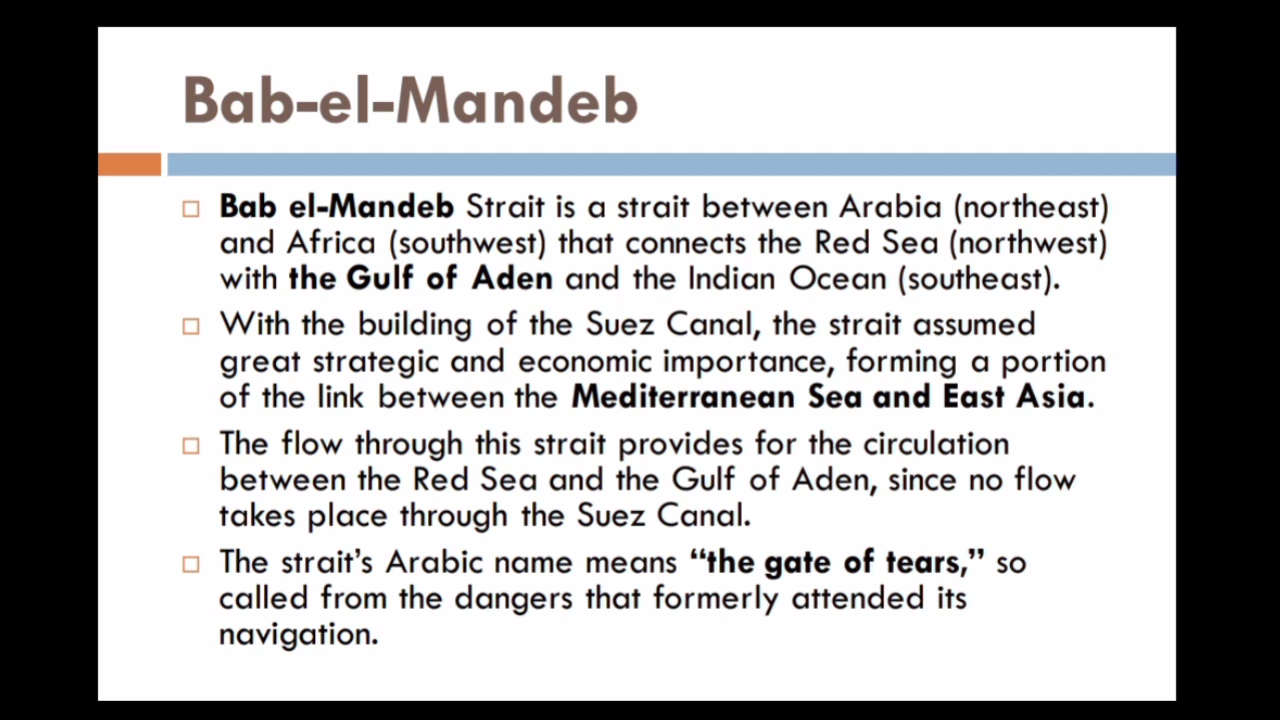 Bab-el-Mandeb
Bab el-Mandeb Strait is a strait between Arabia (northeast)
and Africa (southwest) that connects the Red Sea (northwest)
with the Gulf of Aden and the Indian Ocean (southeast).
With the building of the Suez Canal, the strait assumed
great strategic and economic importance, forming a portion
of the link between the Mediterranean Sea and East Asia.
The flow through this strait provides for the circulation
between the Red Sea and the Gulf of Aden, since no flow
takes place through the Suez Canal.
The strait’s Arabic name means “the gate of tears,” so
called from the dangers that formerly attended its
navigation.